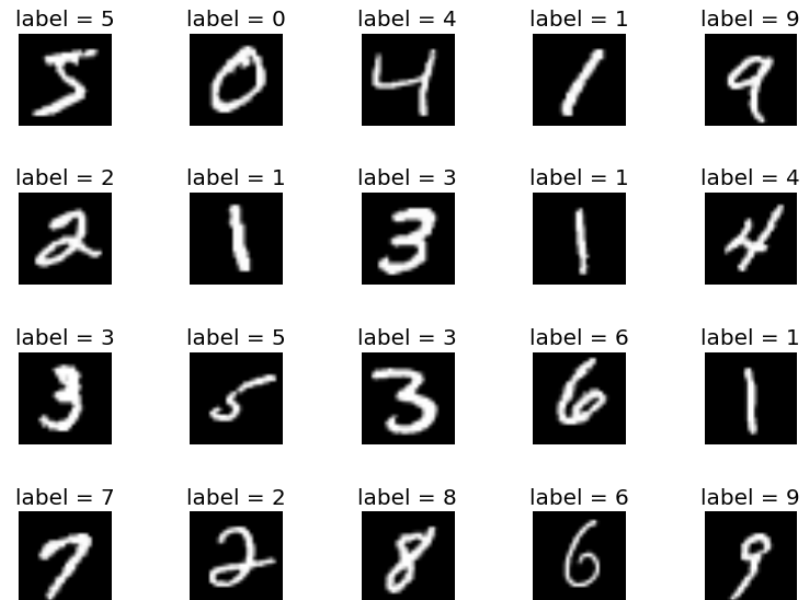 label = 5 label = 0 label = 4 label = 1 label = 9
5 0 4 1 9
label = 2 label = 1 label = 3 label = 1 label = 4
2 1 3 1 4
label = 3 label = 5 label = 3 label = 6 label = 1
3 5 3 6 1
label = 7 label = 2 label = 8 label = 6 label = 9
7 2 8 6 9